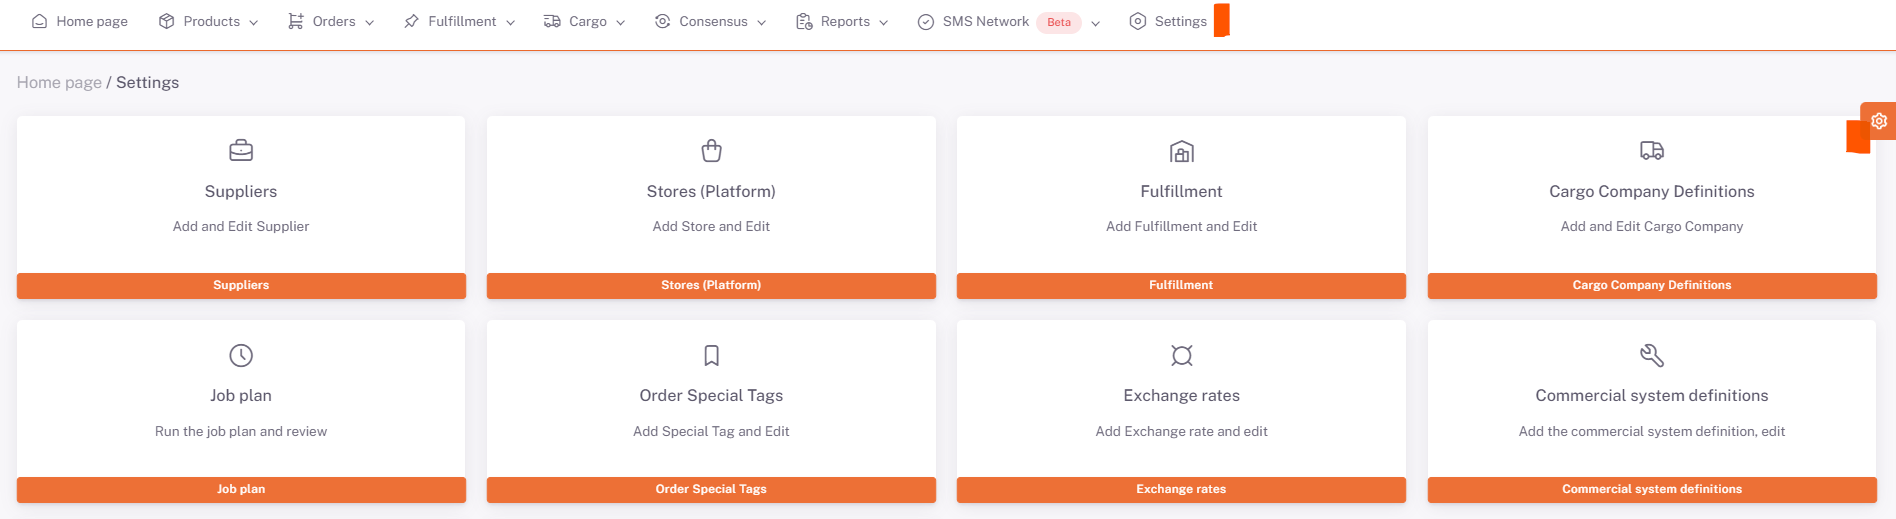 Home page Products Orders Fulfillment Cargo Consensus Reports SMS Network Beta Settings
Home page / Settings
Suppliers
Add and Edit Supplier
Suppliers
Stores (Platform)
Add Store and Edit
Stores (Platform)
Fulfillment
Add Fulfillment and Edit
Fulfillment
Cargo Company Definitions
Add and Edit Cargo Company
Cargo Company Definitions
Job plan
Run the job plan and review
Job plan
Order Special Tags
Add Special Tag and Edit
Order Special Tags
Exchange rates
Add Exchange rate and edit
Exchange rates
Commercial system definitions
Add the commercial system definition, edit
Commercial system definitions